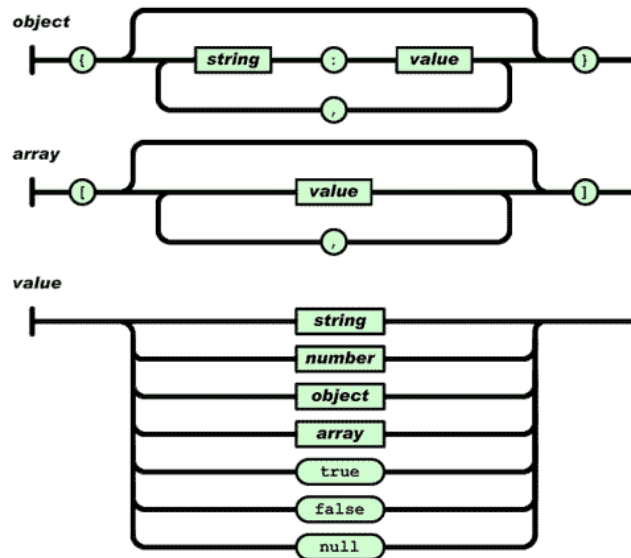 object
{ string : value }
,
array
[ value ]
,
value
string
number
object
array
true
false
null